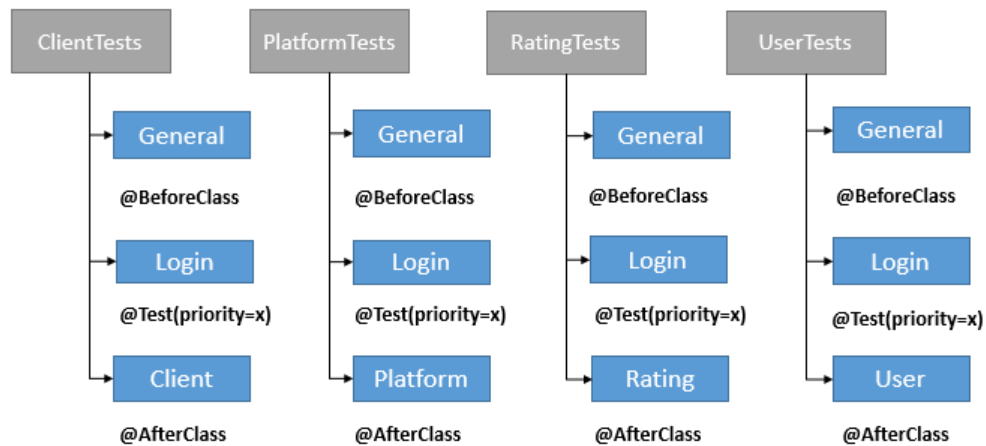 ClientTests
PlatformTests
RatingTests
UserTests
General
General
General
General
@BeforeClass
@BeforeClass
@BeforeClass
@BeforeClass
Login
Login
Login
Login
@Test(priority=x)
@Test(priority=x)
@Test(priority=x)
@Test(priority=x)
Client
Platform
Rating
User
@AfterClass
@AfterClass
@AfterClass
@AfterClass